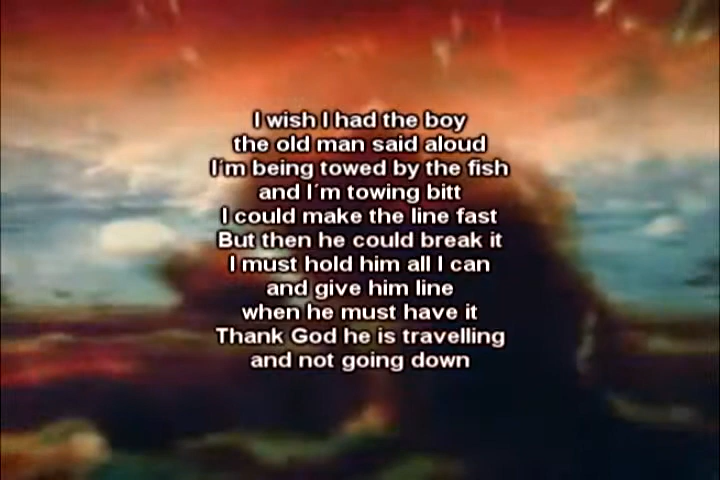 I wish I had the boy
the old man said aloud
I´m being towed by the fish
and I´m towing bitt
I could make the line fast
But then he could break it
I must hold him all I can
and give him line
when he must have it
Thank God he is travelling
and not going down